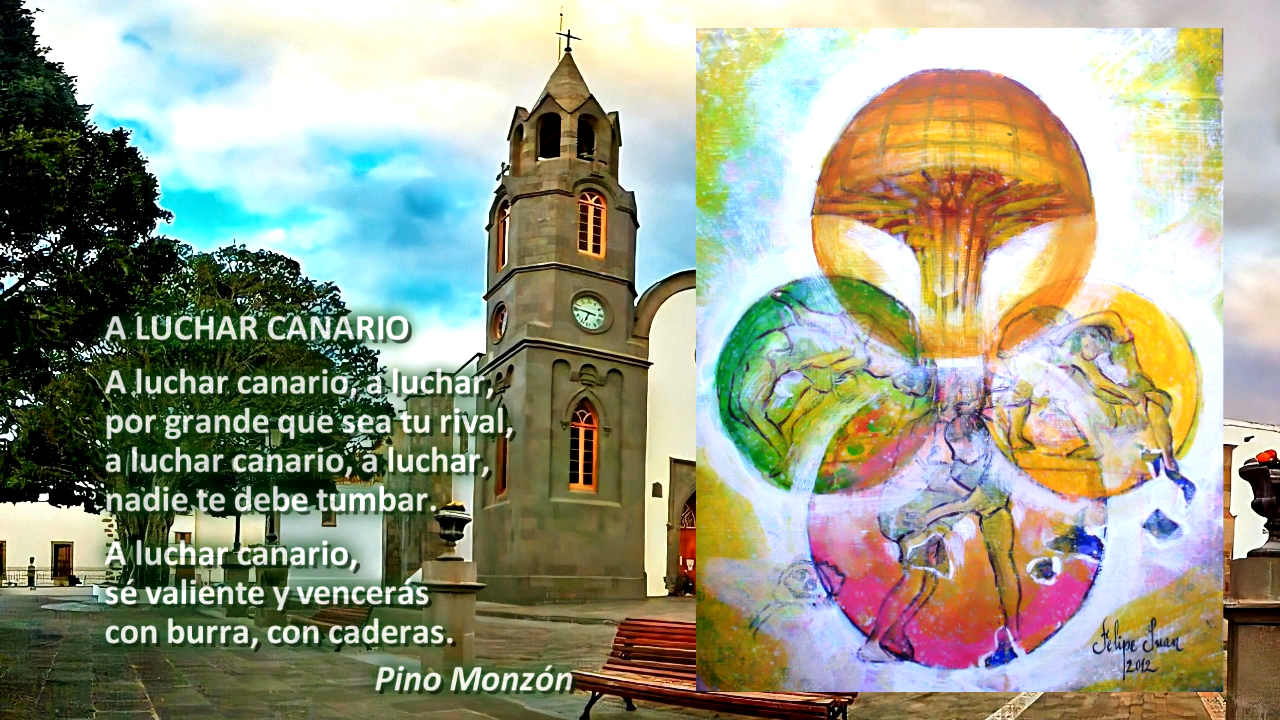 A LUCHAR CANARIO
A luchar canario, a luchar,
por grande que sea tu rival,
a luchar canario, a luchar,
nadie te debe tumbar.
A luchar canario,
sé valiente y vencerás
con burra, con caderas.
Pino Monzón
Felipe Juan
2012